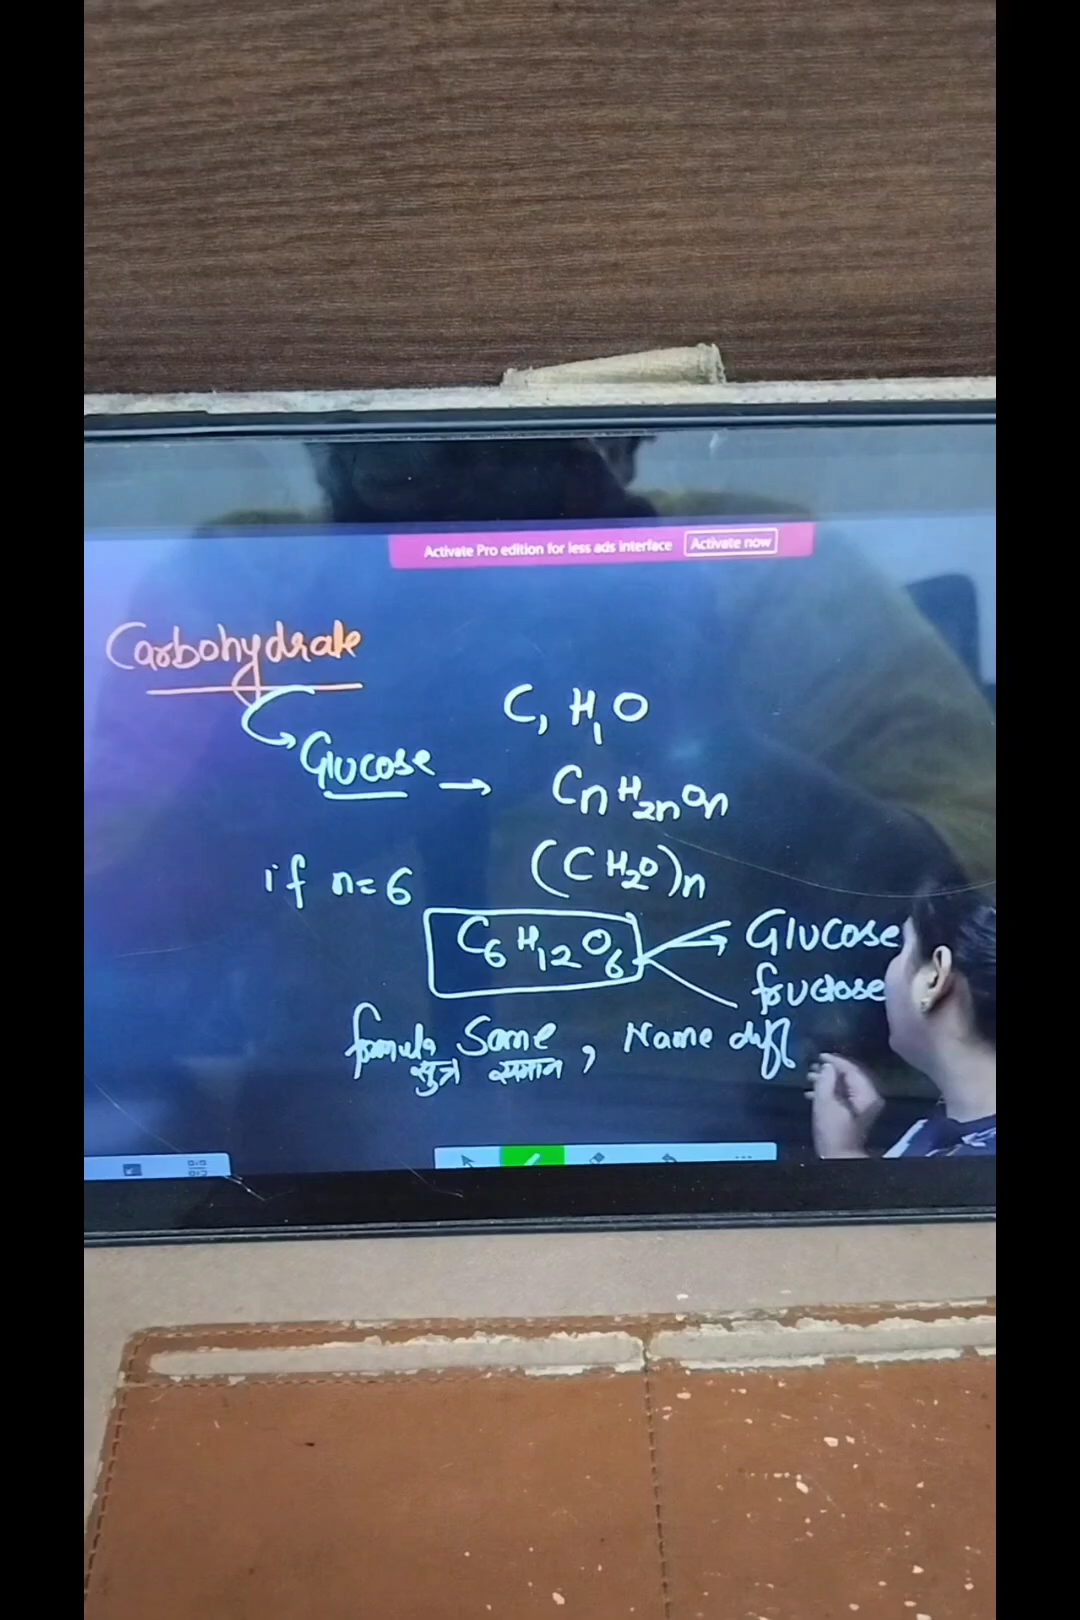 Activate Pro edition for less ads interface Activate now
Carbohydrate
C, H, O
Glucose → CnH2nOn
if n=6 (CH2O)n
C6H12O6 → Glucose
fructose
formula Same, Name diff
सुत्र समान